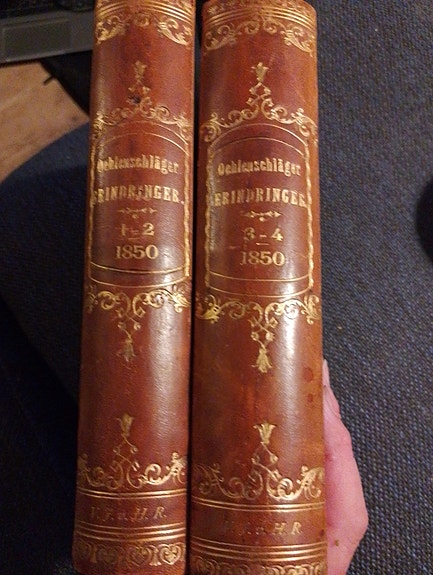 Oehlenschläger
ERINDRINGER.
1-2
1850
V. J. v. H. R.
Oehlenschläger
ERINDRINGER.
3-4
1850
J. v. H. R.